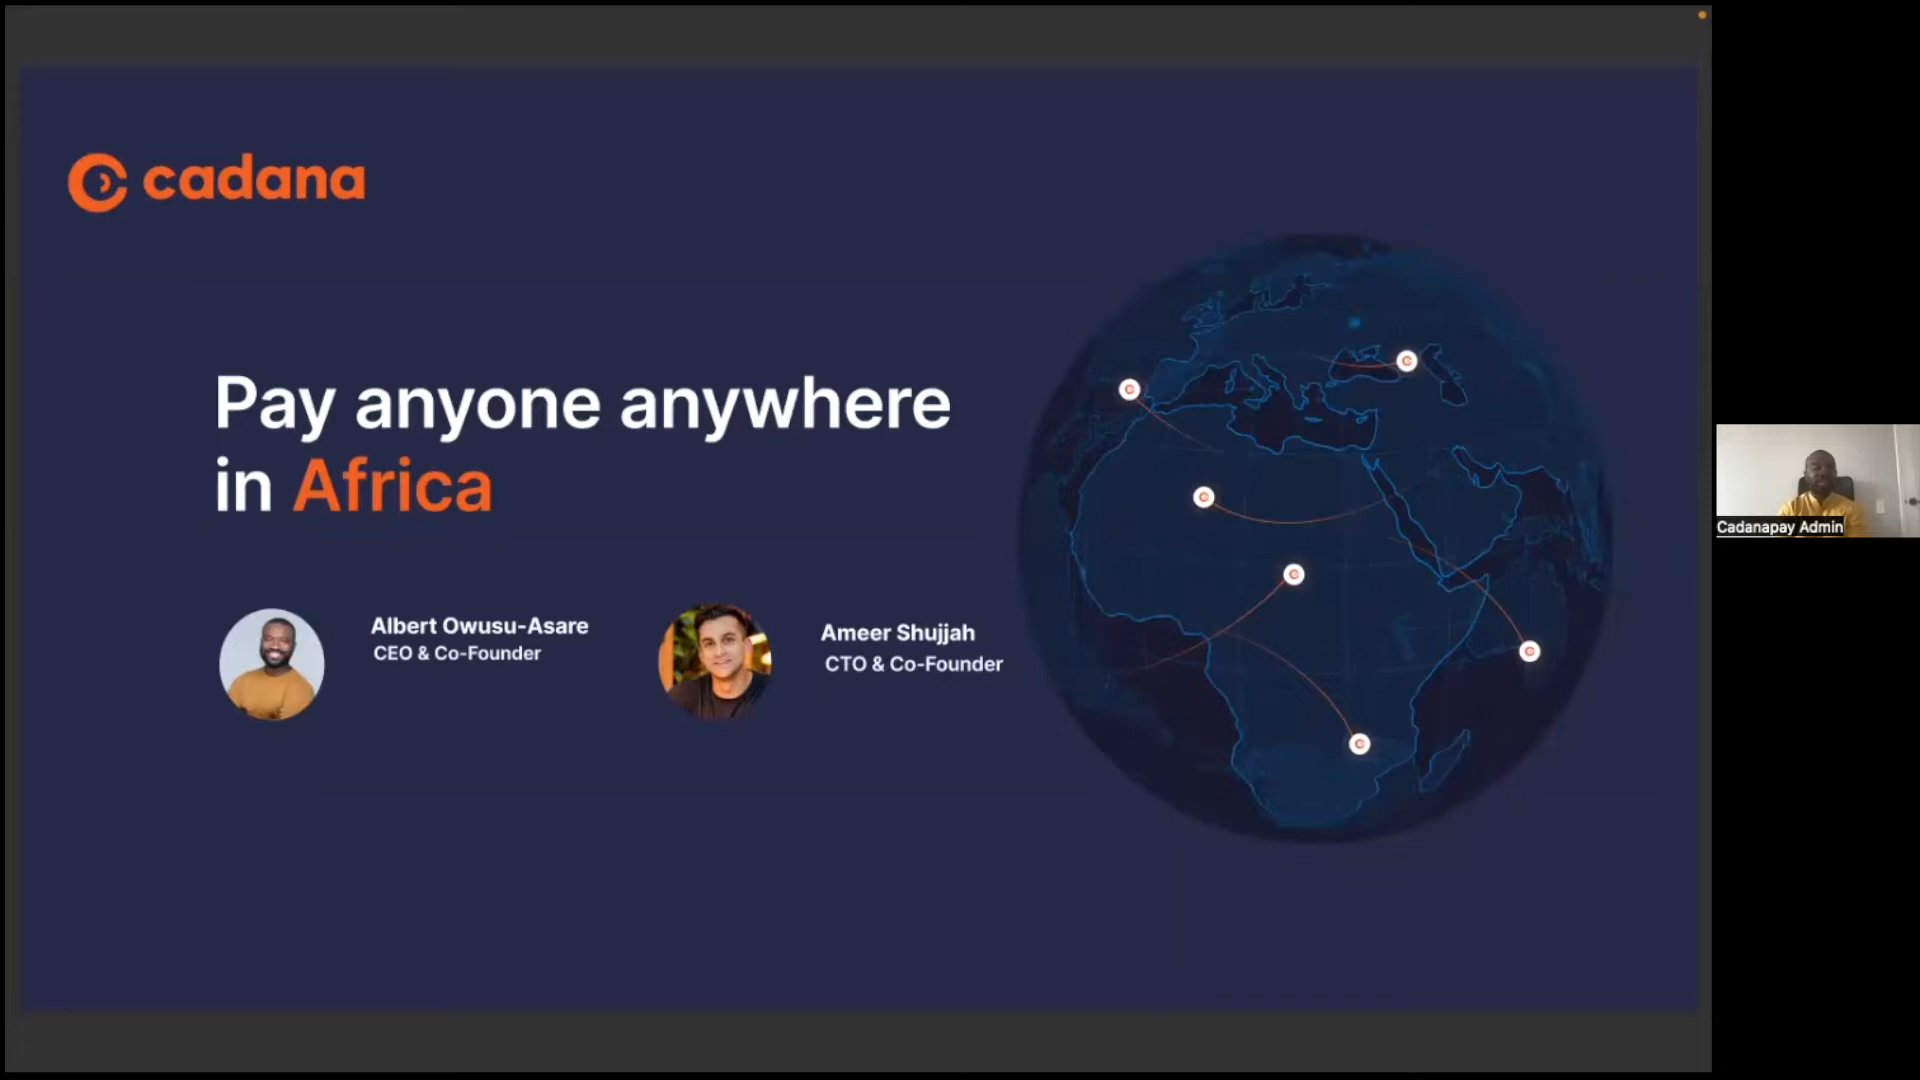 cadana
Pay anyone anywhere
in Africa
Albert Owusu-Asare
CEO & Co-Founder
Ameer Shujjah
CTO & Co-Founder
Cadanapay Admin